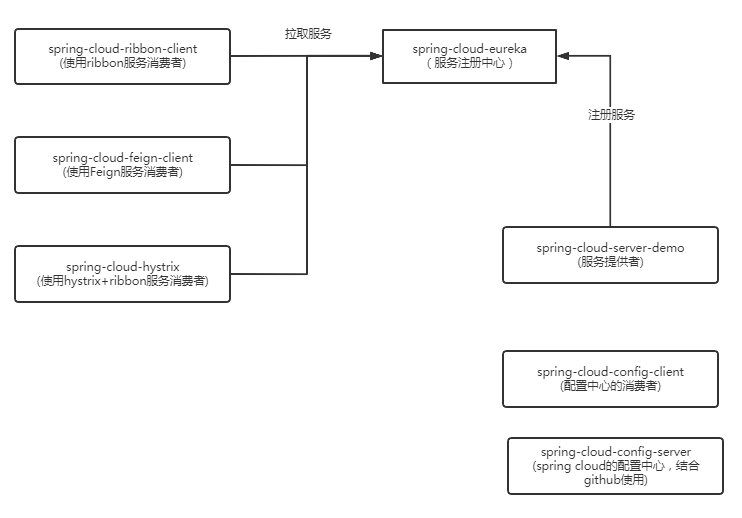 spring-cloud-ribbon-client
(使用ribbon服务消费者)
拉取服务
spring-cloud-eureka
（服务注册中心）
注册服务
spring-cloud-feign-client
(使用Feign服务消费者)
spring-cloud-hystrix
(使用hystrix+ribbon服务消费者)
spring-cloud-server-demo
(服务提供者)
spring-cloud-config-client
(配置中心的消费者)
spring-cloud-config-server
(spring cloud的配置中心，结合
github使用)